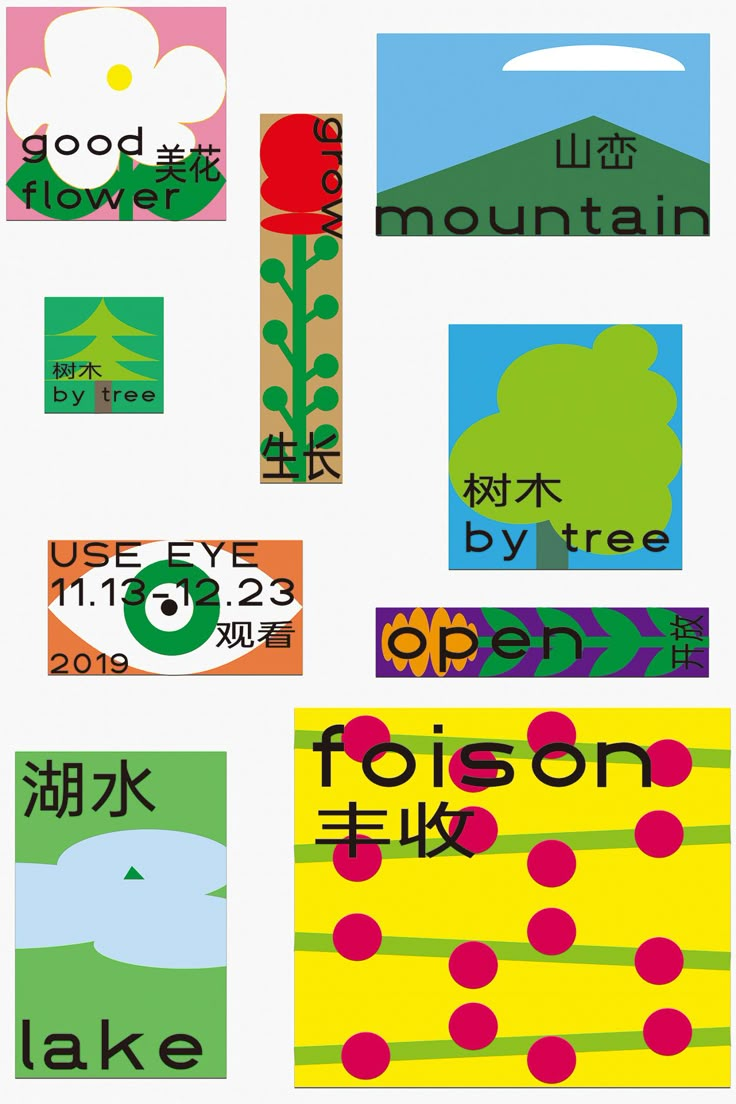 good
美花
flower
grow
生长
山峦
mountain
树木
by tree
树木
by tree
USE EYE
11.13-12.23
观看
2019
open
开放
湖水
lake
foison
丰收